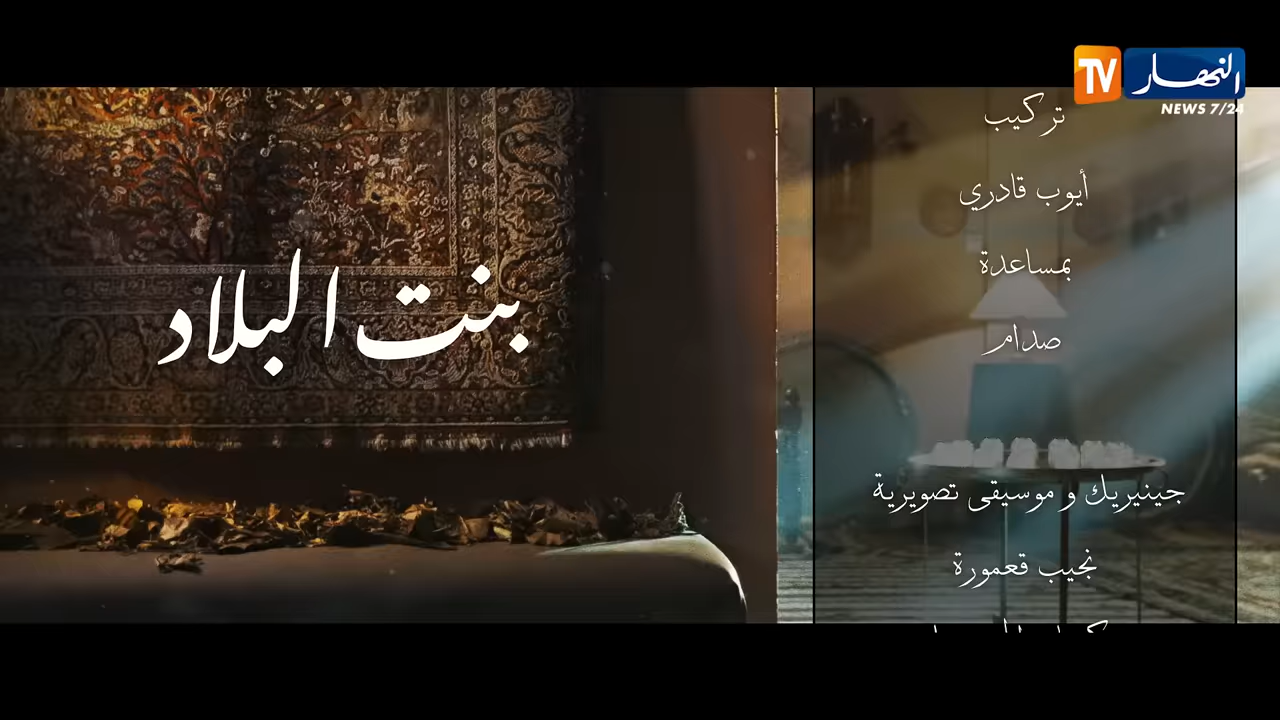 النهار TV
NEWS 7/24
بنت البلاد
تركيب
أيوب قادري
بمساعدة
صدام
جينيريك و موسيقى تصويرية
نجيب قعمورة